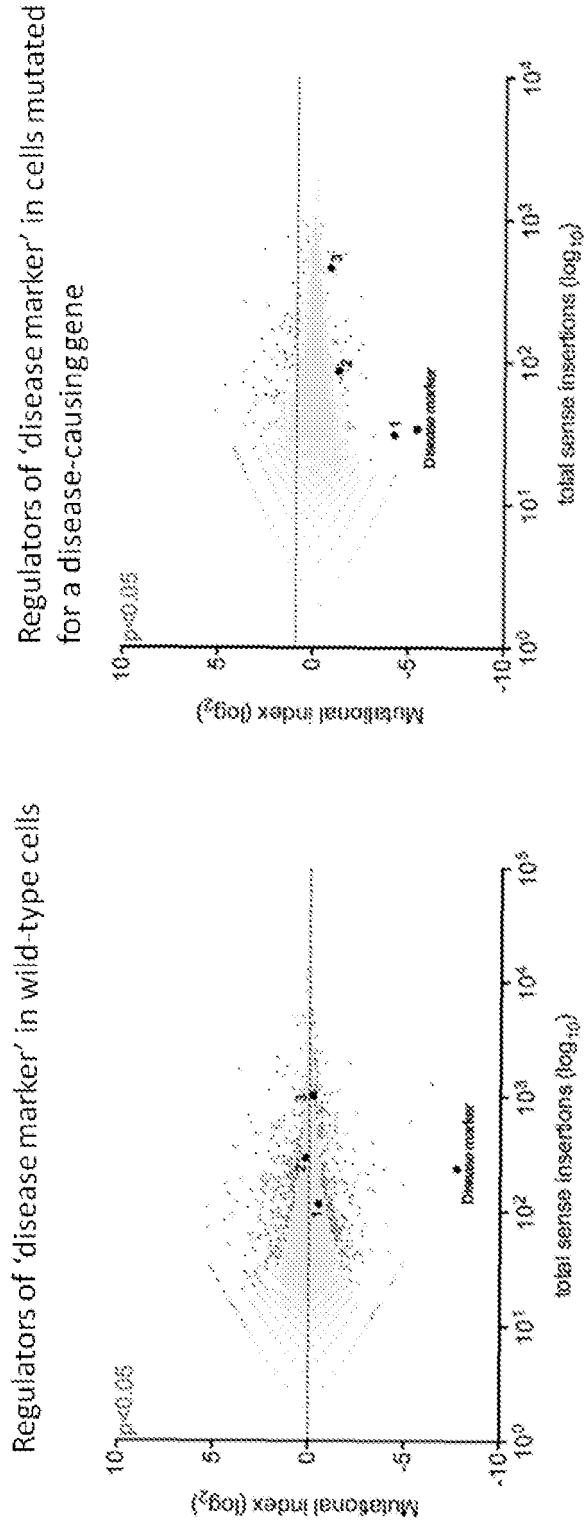 Regulators of 'disease marker' in wild-type cells
10
p<0.05
5
0
-5
-10
Mutational index (log2)
1
2
3
Disease marker
10^0
10^1
10^2
10^3
10^4
10^5
total sense insertions (log10)
Regulators of 'disease marker' in cells mutated
for a disease-causing gene
10
p<0.05
5
0
-5
-10
Mutational index (log2)
1
2
3
Disease marker
10^0
10^1
10^2
10^3
10^4
total sense insertions (log10)